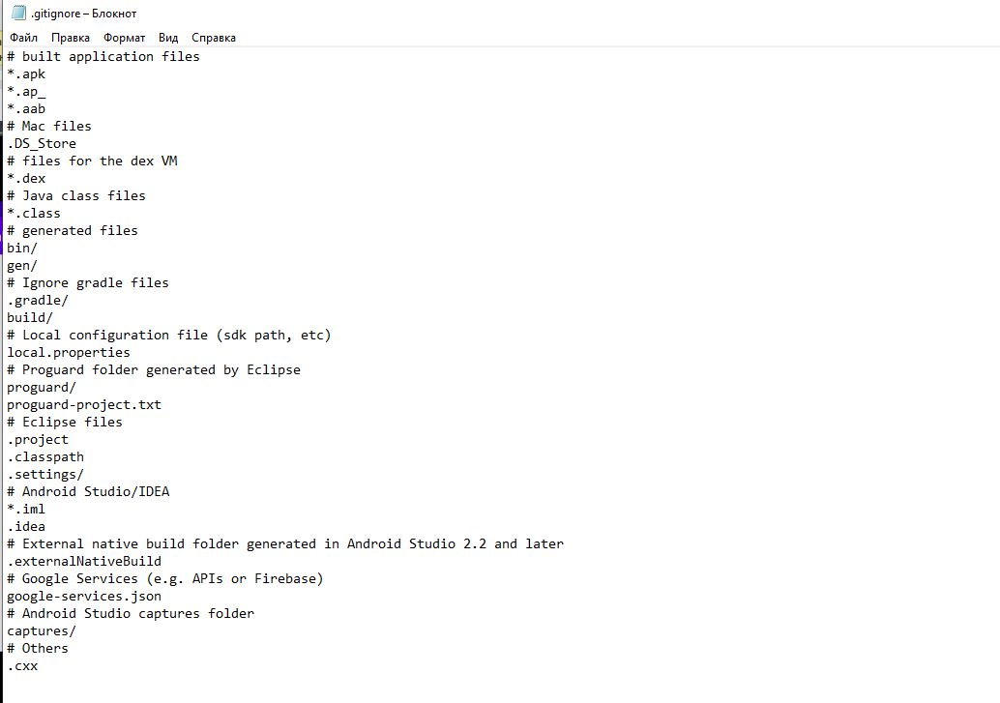 .gitignore – Блокнот
Файл Правка Формат Вид Справка
# built application files
*.apk
*.ap_
*.aab
# Mac files
.DS_Store
# files for the dex VM
*.dex
# Java class files
*.class
# generated files
bin/
gen/
# Ignore gradle files
.gradle/
build/
# Local configuration file (sdk path, etc)
local.properties
# Proguard folder generated by Eclipse
proguard/
proguard-project.txt
# Eclipse files
.project
.classpath
.settings/
# Android Studio/IDEA
*.iml
.idea
# External native build folder generated in Android Studio 2.2 and later
.externalNativeBuild
# Google Services (e.g. APIs or Firebase)
google-services.json
# Android Studio captures folder
captures/
# Others
.cxx